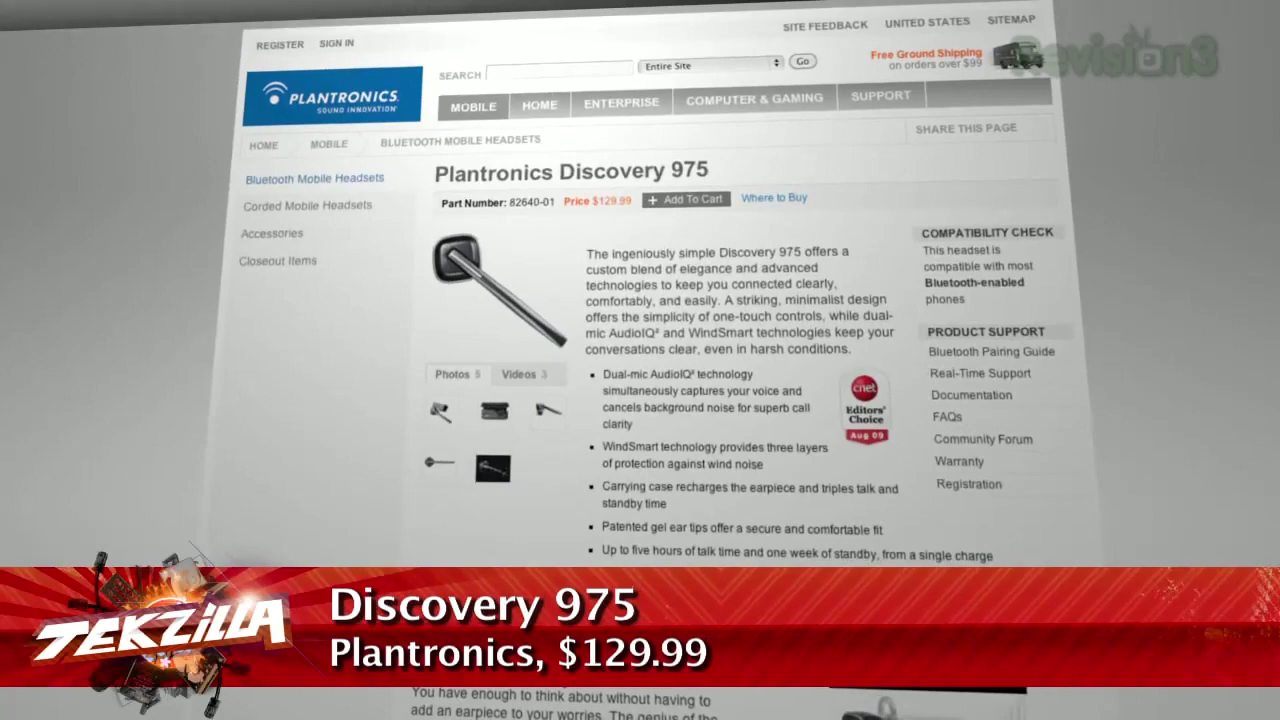 SITE FEEDBACK UNITED STATES SITEMAP
REGISTER SIGN IN
Revision3
Free Ground Shipping
on orders over $99
SEARCH Entire Site Go
PLANTRONICS
SOUND INNOVATION
MOBILE HOME ENTERPRISE COMPUTER & GAMING SUPPORT
HOME MOBILE BLUETOOTH MOBILE HEADSETS SHARE THIS PAGE
Bluetooth Mobile Headsets
Corded Mobile Headsets
Accessories
Closeout Items
Plantronics Discovery 975
Part Number: 82640-01 Price $129.99 + Add To Cart Where to Buy
The ingeniously simple Discovery 975 offers a
custom blend of elegance and advanced
technologies to keep you connected clearly,
comfortably, and easily. A striking, minimalist design
offers the simplicity of one-touch controls, while dual-
mic AudioIQ² and WindSmart technologies keep your
conversations clear, even in harsh conditions.
Photos 5 Videos 3
Dual-mic AudioIQ² technology
simultaneously captures your voice and
cancels background noise for superb call
clarity
WindSmart technology provides three layers
of protection against wind noise
Carrying case recharges the earpiece and triples talk and
standby time
Patented gel ear tips offer a secure and comfortable fit
Up to five hours of talk time and one week of standby, from a single charge
cnet
Editors'
Choice
Aug 09
COMPATIBILITY CHECK
This headset is
compatible with most
Bluetooth-enabled
phones
PRODUCT SUPPORT
Bluetooth Pairing Guide
Real-Time Support
Documentation
FAQs
Community Forum
Warranty
Registration
TEKZILLA
Discovery 975
Plantronics, $129.99
You have enough to think about without having to
add an earpiece to your worries. The genius of the